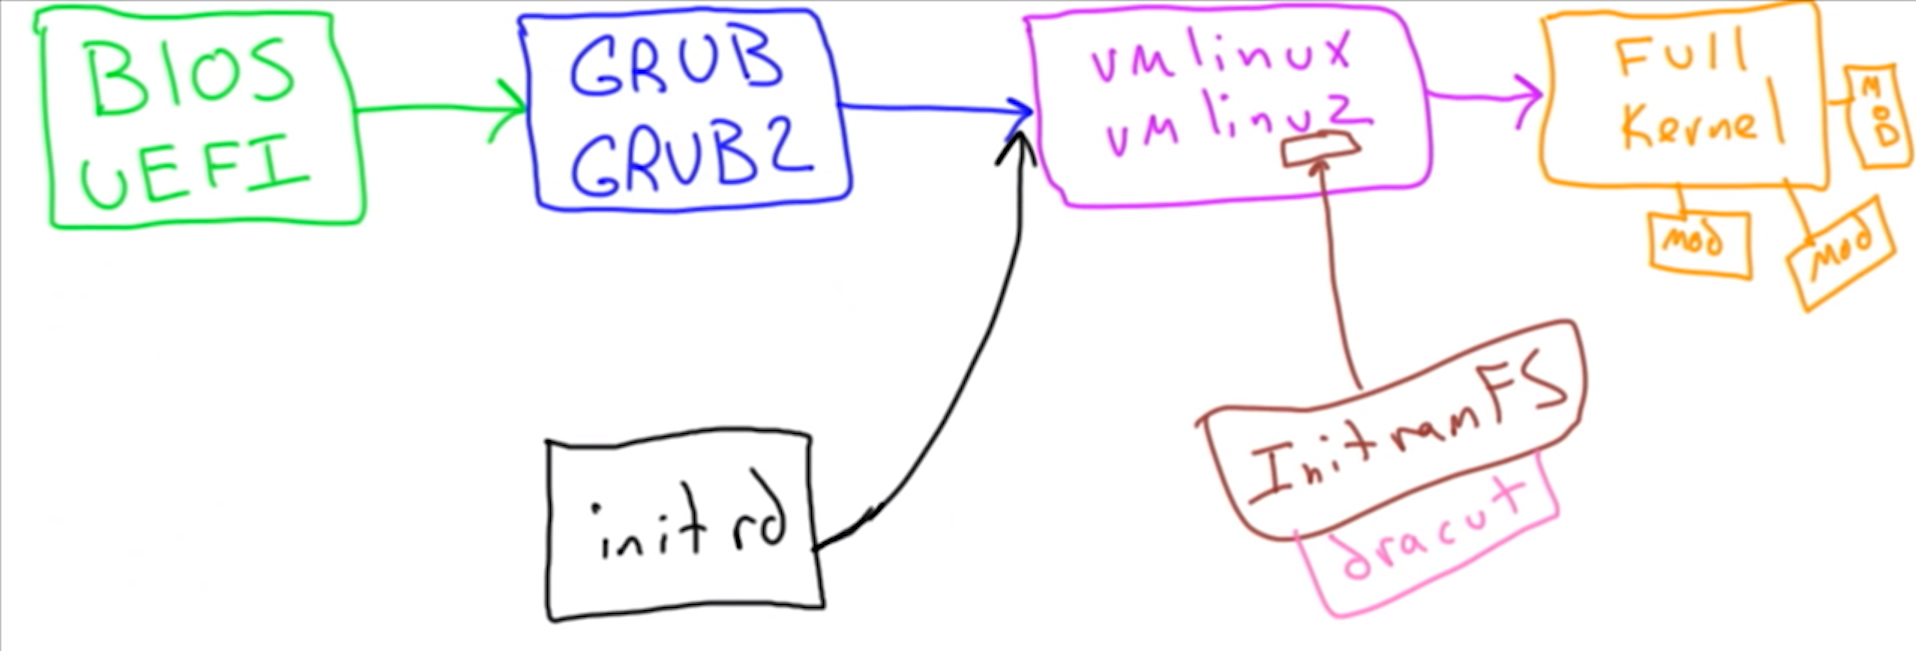 BIOS
UEFI
GRUB
GRUB2
vmlinux
vmlinuz
Full
Kernel
MOD
mod
mod
initrd
InitramFS
dracut